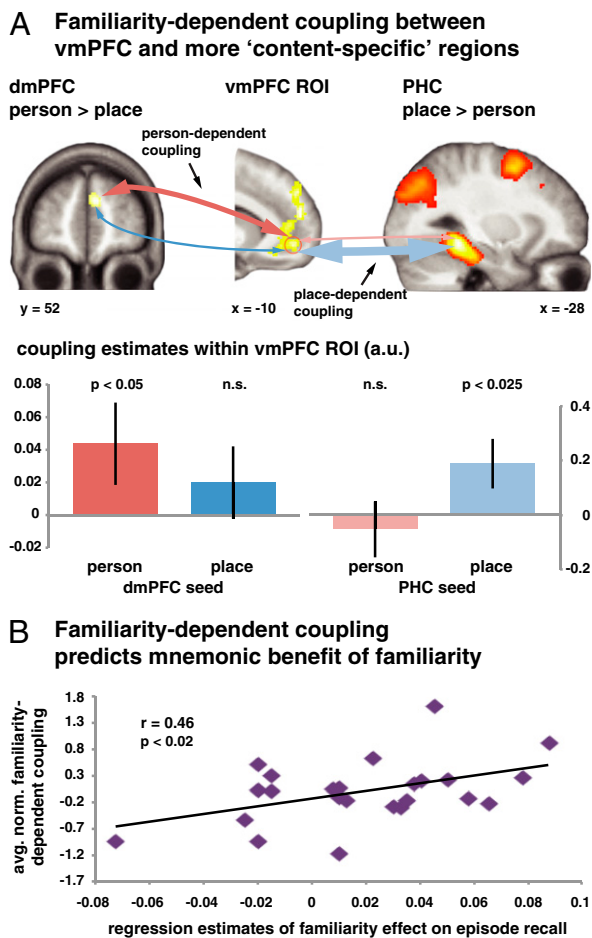 A Familiarity-dependent coupling between
vmPFC and more 'content-specific' regions
dmPFC
person > place
vmPFC ROI
PHC
place > person
person-dependent
coupling
place-dependent
coupling
y = 52
x = -10
x = -28
coupling estimates within vmPFC ROI (a.u.)
0.08
0.06
0.04
0.02
0
-0.02
p < 0.05
n.s.
n.s.
p < 0.025
0.4
0.2
0
-0.2
person
place
person
place
dmPFC seed
PHC seed
B Familiarity-dependent coupling
predicts mnemonic benefit of familiarity
avg. norm. familiarity-
dependent coupling
1.8
1.3
0.8
0.3
-0.2
-0.7
-1.2
-1.7
r = 0.46
p < 0.02
-0.08 -0.06 -0.04 -0.02 0 0.02 0.04 0.06 0.08 0.1
regression estimates of familiarity effect on episode recall